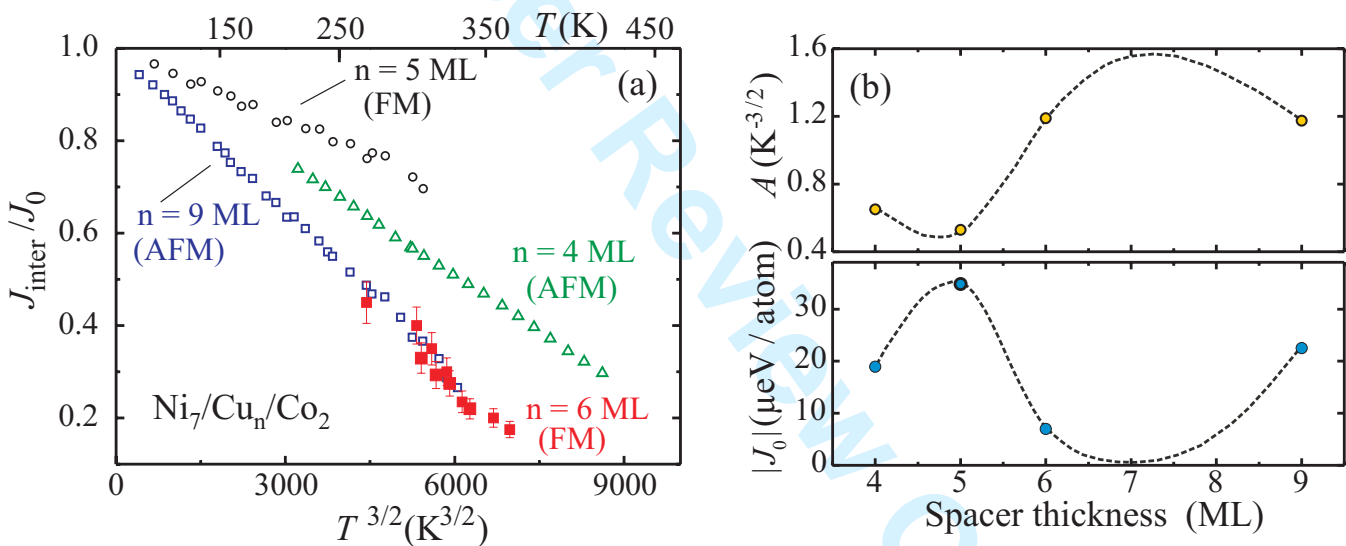 150 250 350 T(K) 450
1.0
0.8
0.6
0.4
0.2
J_inter/J_0
(a)
n = 5 ML
(FM)
n = 9 ML
(AFM)
n = 4 ML
(AFM)
n = 6 ML
(FM)
Ni_7/Cu_n/Co_2
0 3000 6000 9000
T^3/2(K^3/2)
(b)
1.6
1.2
0.8
0.4
A (K^-3/2)
30
20
10
0
|J_0| (μeV / atom)
4 5 6 7 8 9
Spacer thickness (ML)
er Review O